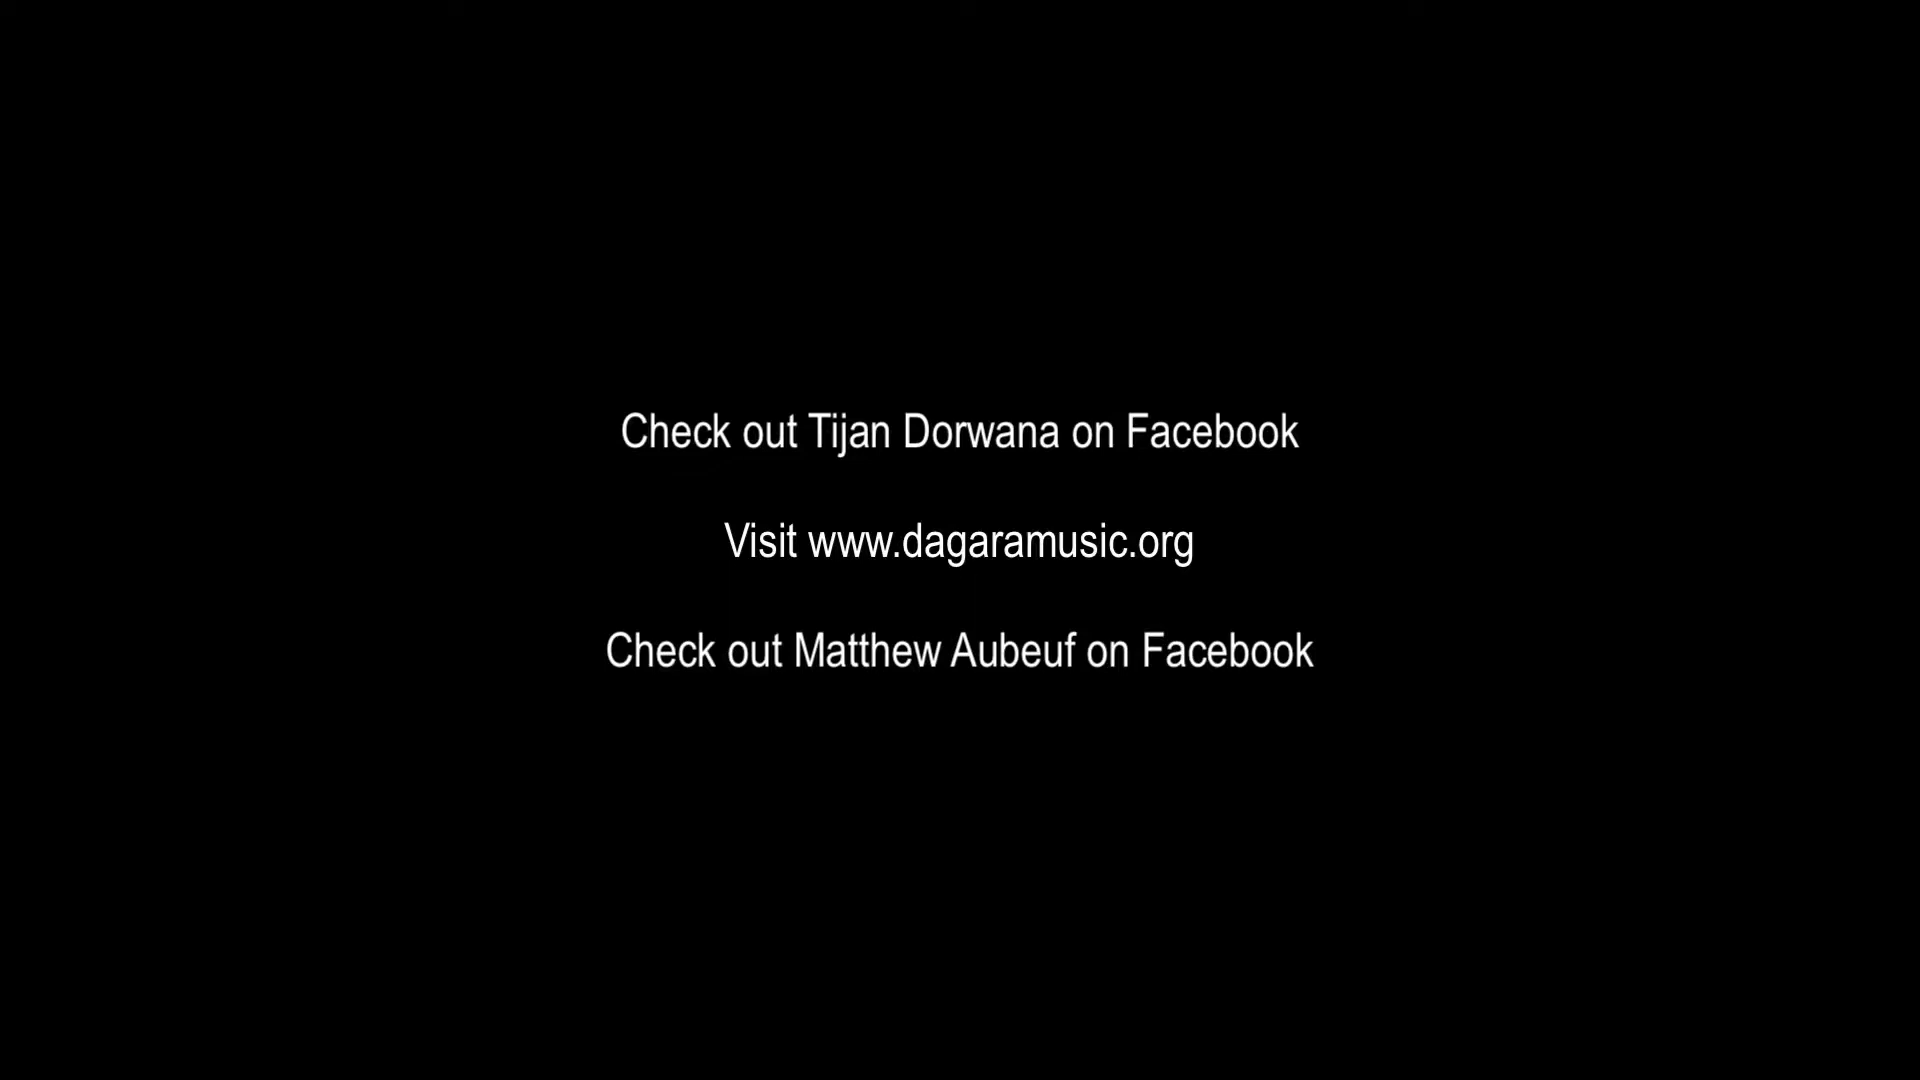 Check out Tijan Dorwana on Facebook
Visit www.dagaramusic.org
Check out Matthew Aubeuf on Facebook